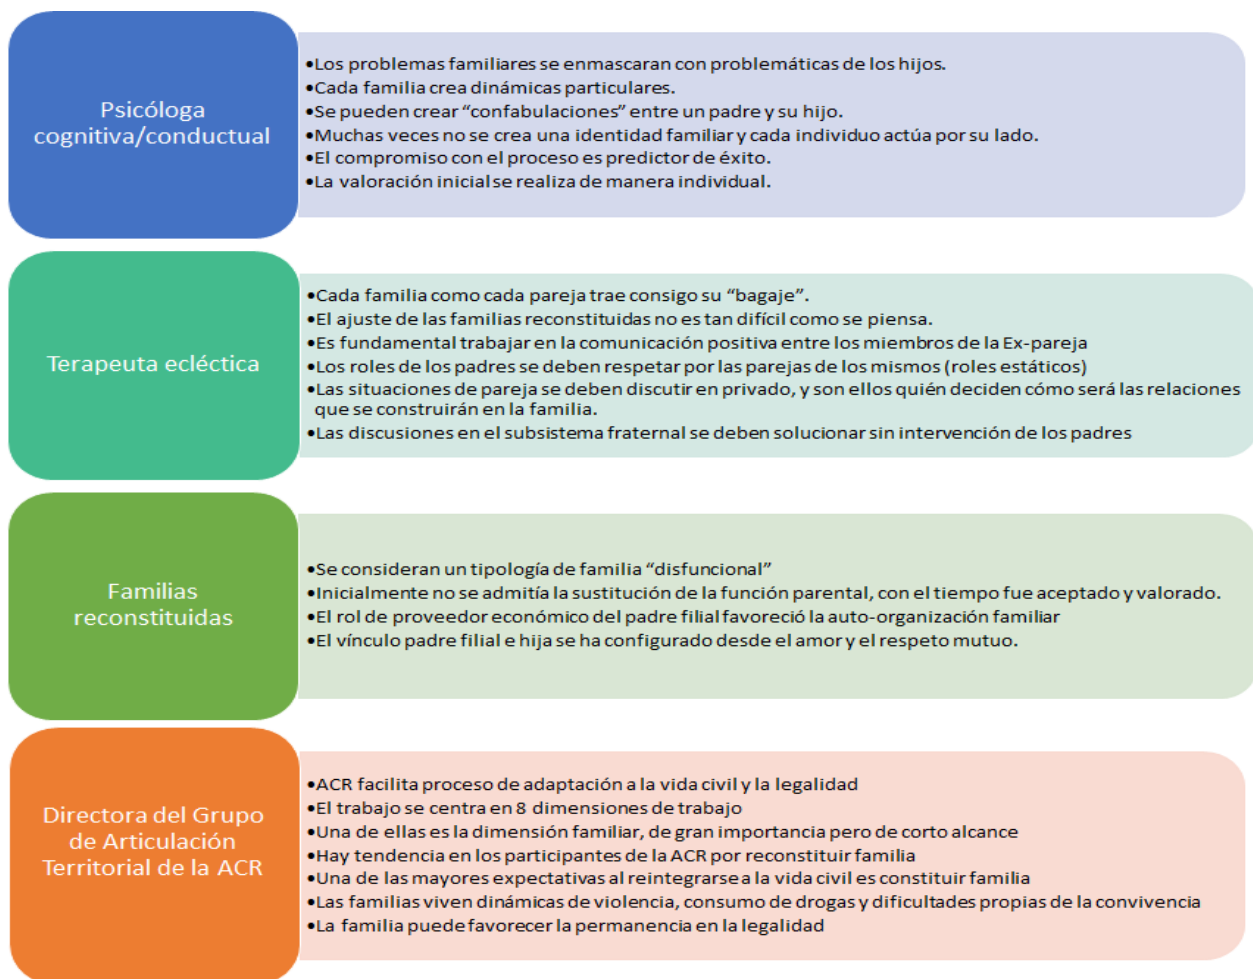 Psicóloga
cognitiva/conductual
•Los problemas familiares se enmascaran con problemáticas de los hijos.
•Cada familia crea dinámicas particulares.
•Se pueden crear “confabulaciones” entre un padre y su hijo.
•Muchas veces no se crea una identidad familiar y cada individuo actúa por su lado.
•El compromiso con el proceso es predictor de éxito.
•La valoración inicial se realiza de manera individual.
Terapeuta ecléctica
•Cada familia como cada pareja trae consigo su “bagaje”.
•El ajuste de las familias reconstituidas no es tan difícil como se piensa.
•Es fundamental trabajar en la comunicación positiva entre los miembros de la Ex-pareja
•Los roles de los padres se deben respetar por las parejas de los mismos (roles estáticos)
•Las situaciones de pareja se deben discutir en privado, y son ellos quién deciden cómo será las relaciones
que se construirán en la familia.
•Las discusiones en el subsistema fraternal se deben solucionar sin intervención de los padres
Familias
reconstituidas
•Se consideran un tipología de familia “disfuncional”
•Inicialmente no se admitía la sustitución de la función parental, con el tiempo fue aceptado y valorado.
•El rol de proveedor económico del padre filial favoreció la auto-organización familiar
•El vínculo padre filial e hija se ha configurado desde el amor y el respeto mutuo.
Directora del Grupo
de Articulación
Territorial de la ACR
•ACR facilita proceso de adaptación a la vida civil y la legalidad
•El trabajo se centra en 8 dimensiones de trabajo
•Una de ellas es la dimensión familiar, de gran importancia pero de corto alcance
•Hay tendencia en los participantes de la ACR por reconstituir familia
•Una de las mayores expectativas al reintegrarse a la vida civil es constituir familia
•Las familias viven dinámicas de violencia, consumo de drogas y dificultades propias de la convivencia
•La familia puede favorecer la permanencia en la legalidad